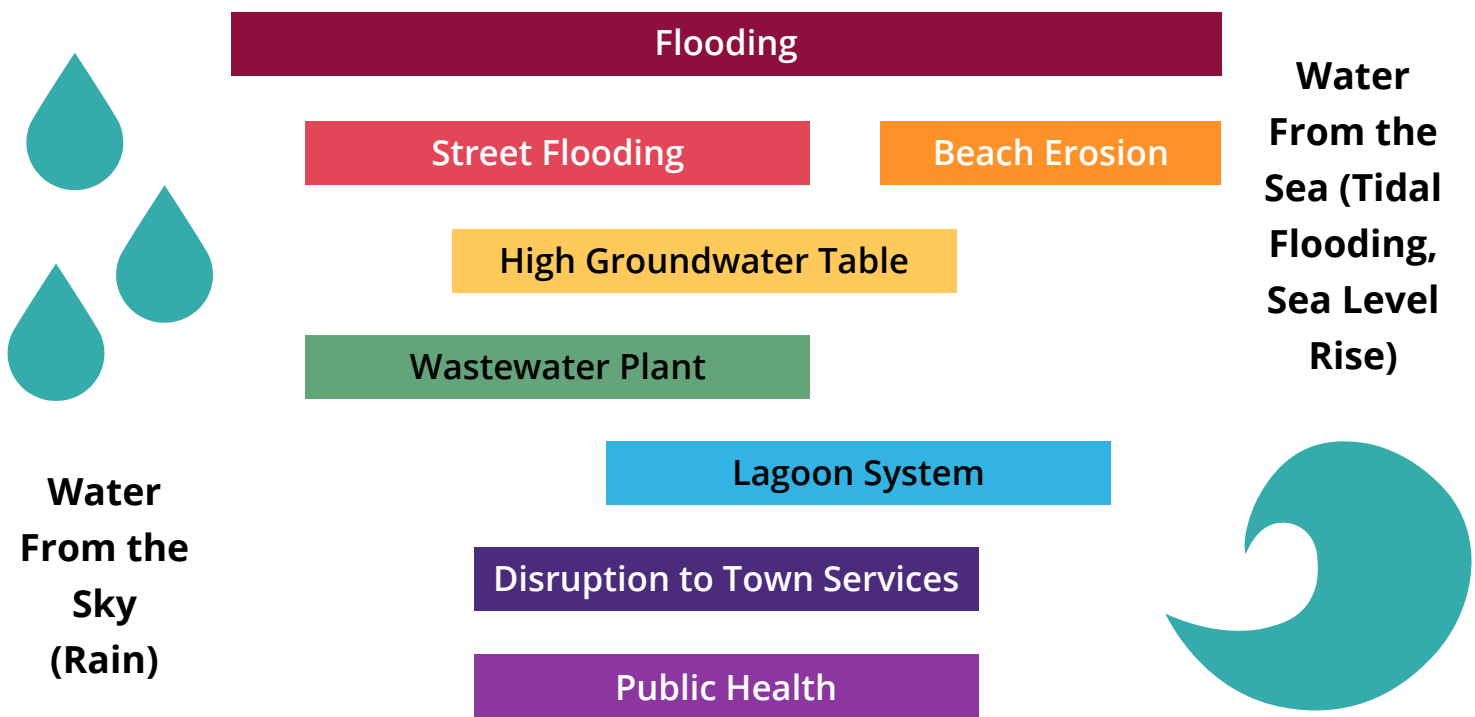 Flooding
Street Flooding
Beach Erosion
High Groundwater Table
Wastewater Plant
Lagoon System
Disruption to Town Services
Public Health
Water
From the
Sky
(Rain)
Water
From the
Sea (Tidal
Flooding,
Sea Level
Rise)